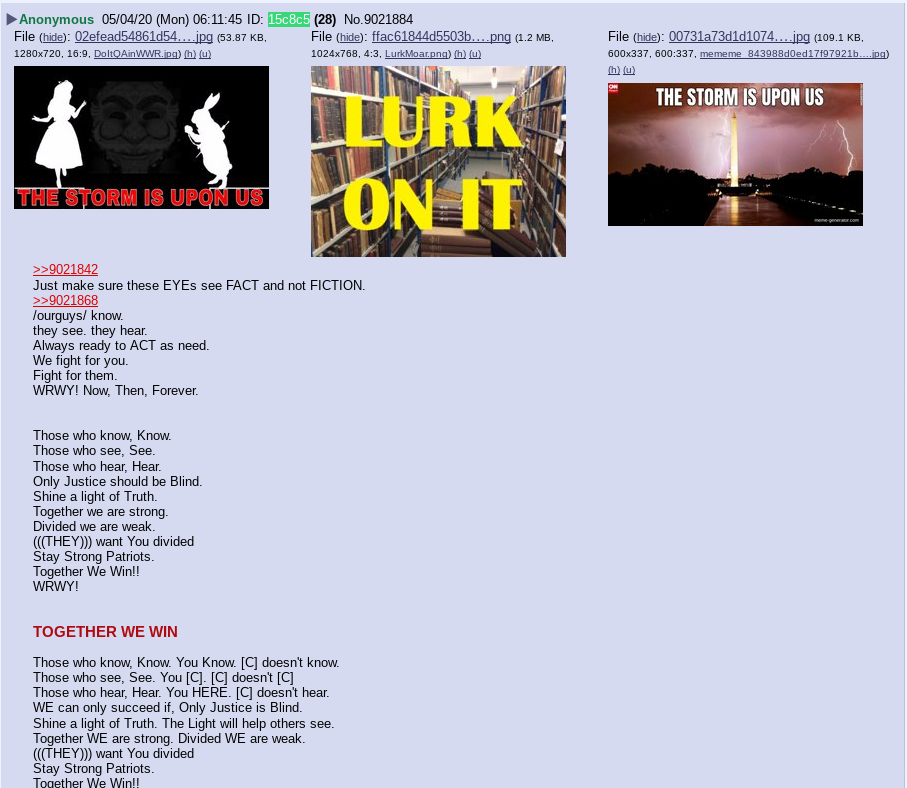 Anonymous 05/04/20 (Mon) 06:11:45 ID: 15c8c5 (28) No.9021884
File (hide): 02efead54861d54….jpg (53.87 KB, 1280x720, 16:9, DoItQAinWWR.jpg) (h) (u)
THE STORM IS UPON US
File (hide): ffac61844d5503b….png (1.2 MB, 1024x768, 4:3, LurkMoar.png) (h) (u)
LURK
ON IT
File (hide): 00731a73d1d1074….jpg (109.1 KB, 600x337, 600:337, mememe_843988d0ed17f97921b….jpg) (h) (u)
CNN
THE STORM IS UPON US
meme-generator.com
>>9021842
Just make sure these EYEs see FACT and not FICTION.
>>9021868
/ourguys/ know.
they see. they hear.
Always ready to ACT as need.
We fight for you.
Fight for them.
WRWY! Now, Then, Forever.
Those who know, Know.
Those who see, See.
Those who hear, Hear.
Only Justice should be Blind.
Shine a light of Truth.
Together we are strong.
Divided we are weak.
(((THEY))) want You divided
Stay Strong Patriots.
Together We Win!!
WRWY!
TOGETHER WE WIN
Those who know, Know. You Know. [C] doesn't know.
Those who see, See. You [C]. [C] doesn't [C]
Those who hear, Hear. You HERE. [C] doesn't hear.
WE can only succeed if, Only Justice is Blind.
Shine a light of Truth. The Light will help others see.
Together WE are strong. Divided WE are weak.
(((THEY))) want You divided
Stay Strong Patriots.
Together We Win!!